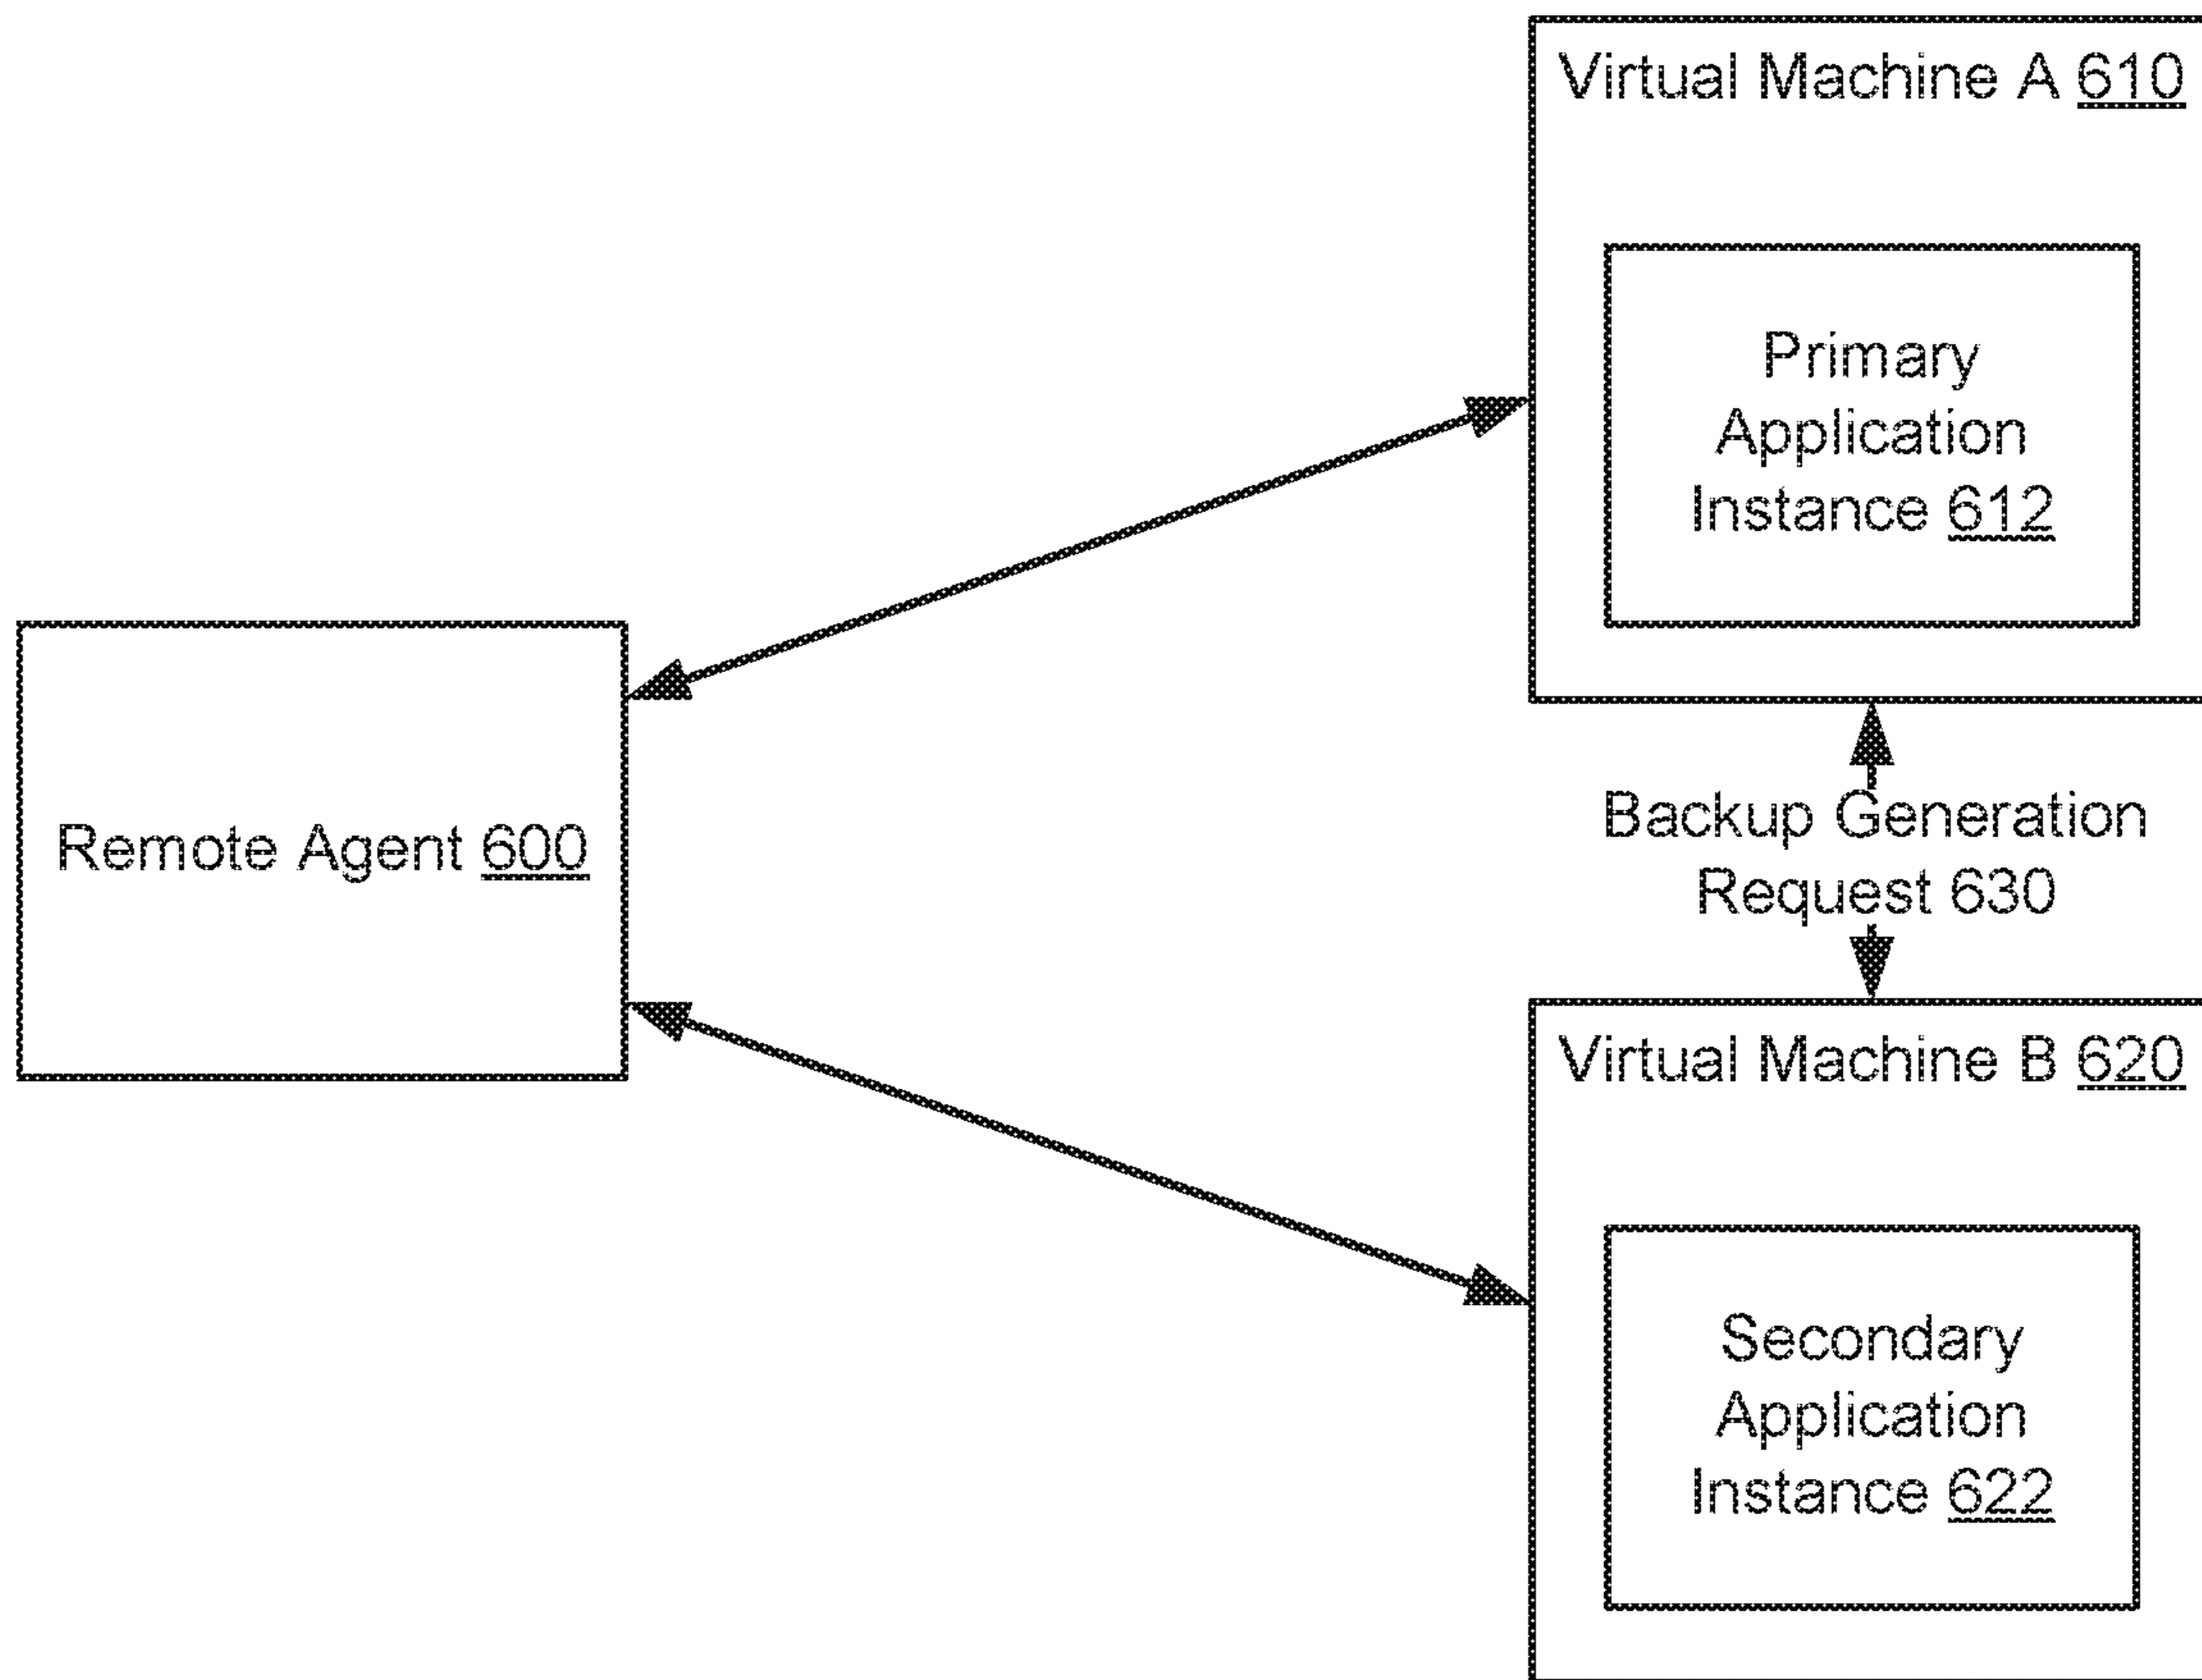 Virtual Machine A 610
Primary
Application
Instance 612
Remote Agent 600
Backup Generation
Request 630
Virtual Machine B 620
Secondary
Application
Instance 622